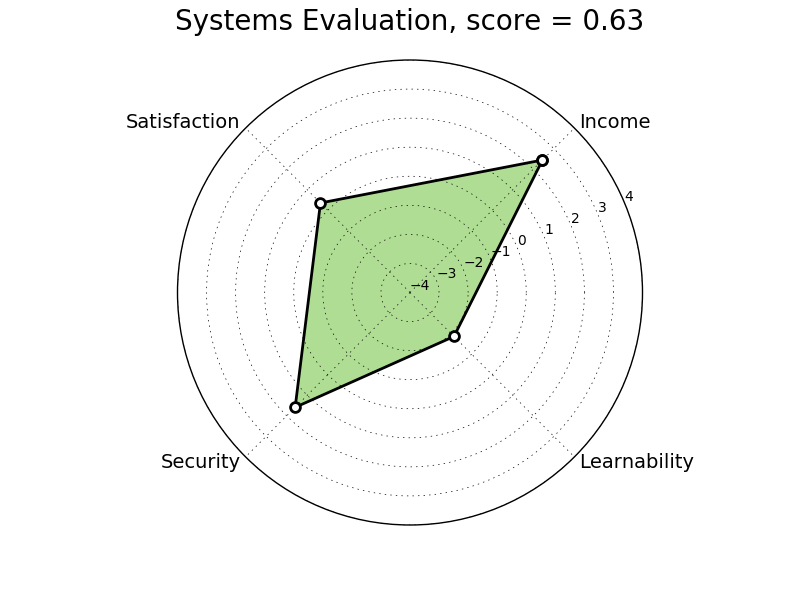 Systems Evaluation, score = 0.63
Satisfaction
Income
4
3
2
1
0
−1
−2
−3
−4
Security
Learnability